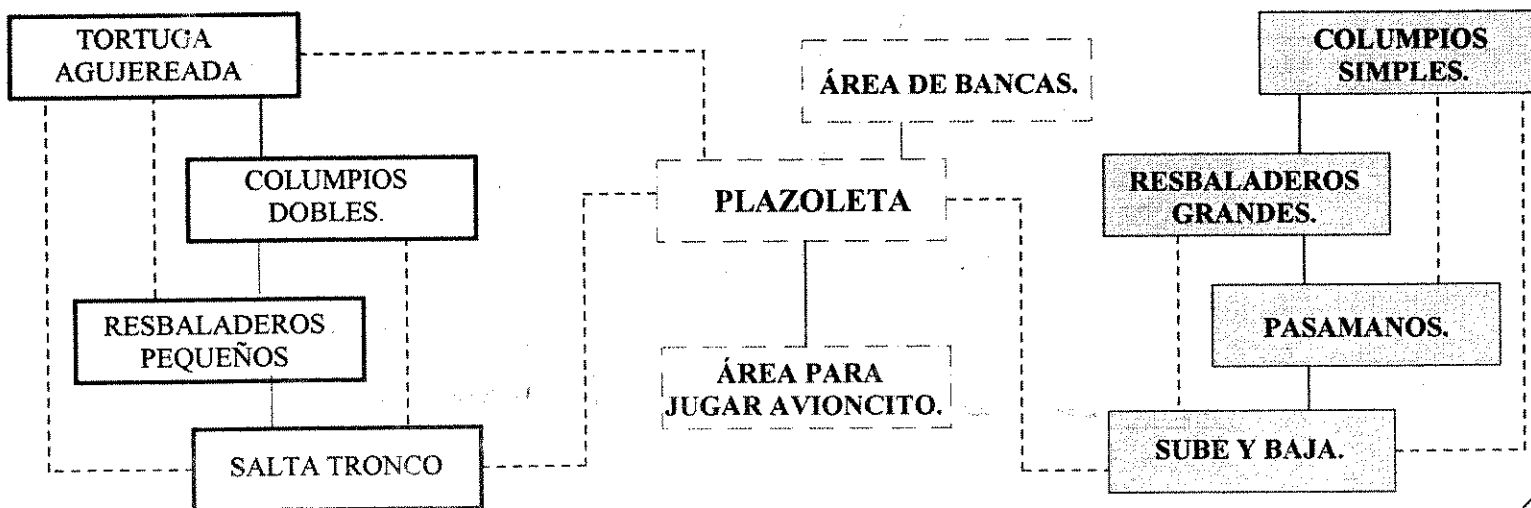 TORTUGA
AGUJEREADA
ÁREA DE BANCAS.
COLUMPIOS
SIMPLES.
COLUMPIOS
DOBLES.
PLAZOLETA
RESBALADEROS
GRANDES.
RESBALADEROS
PEQUEÑOS
PASAMANOS.
ÁREA PARA
JUGAR AVIONCITO.
SALTA TRONCO
SUBE Y BAJA.